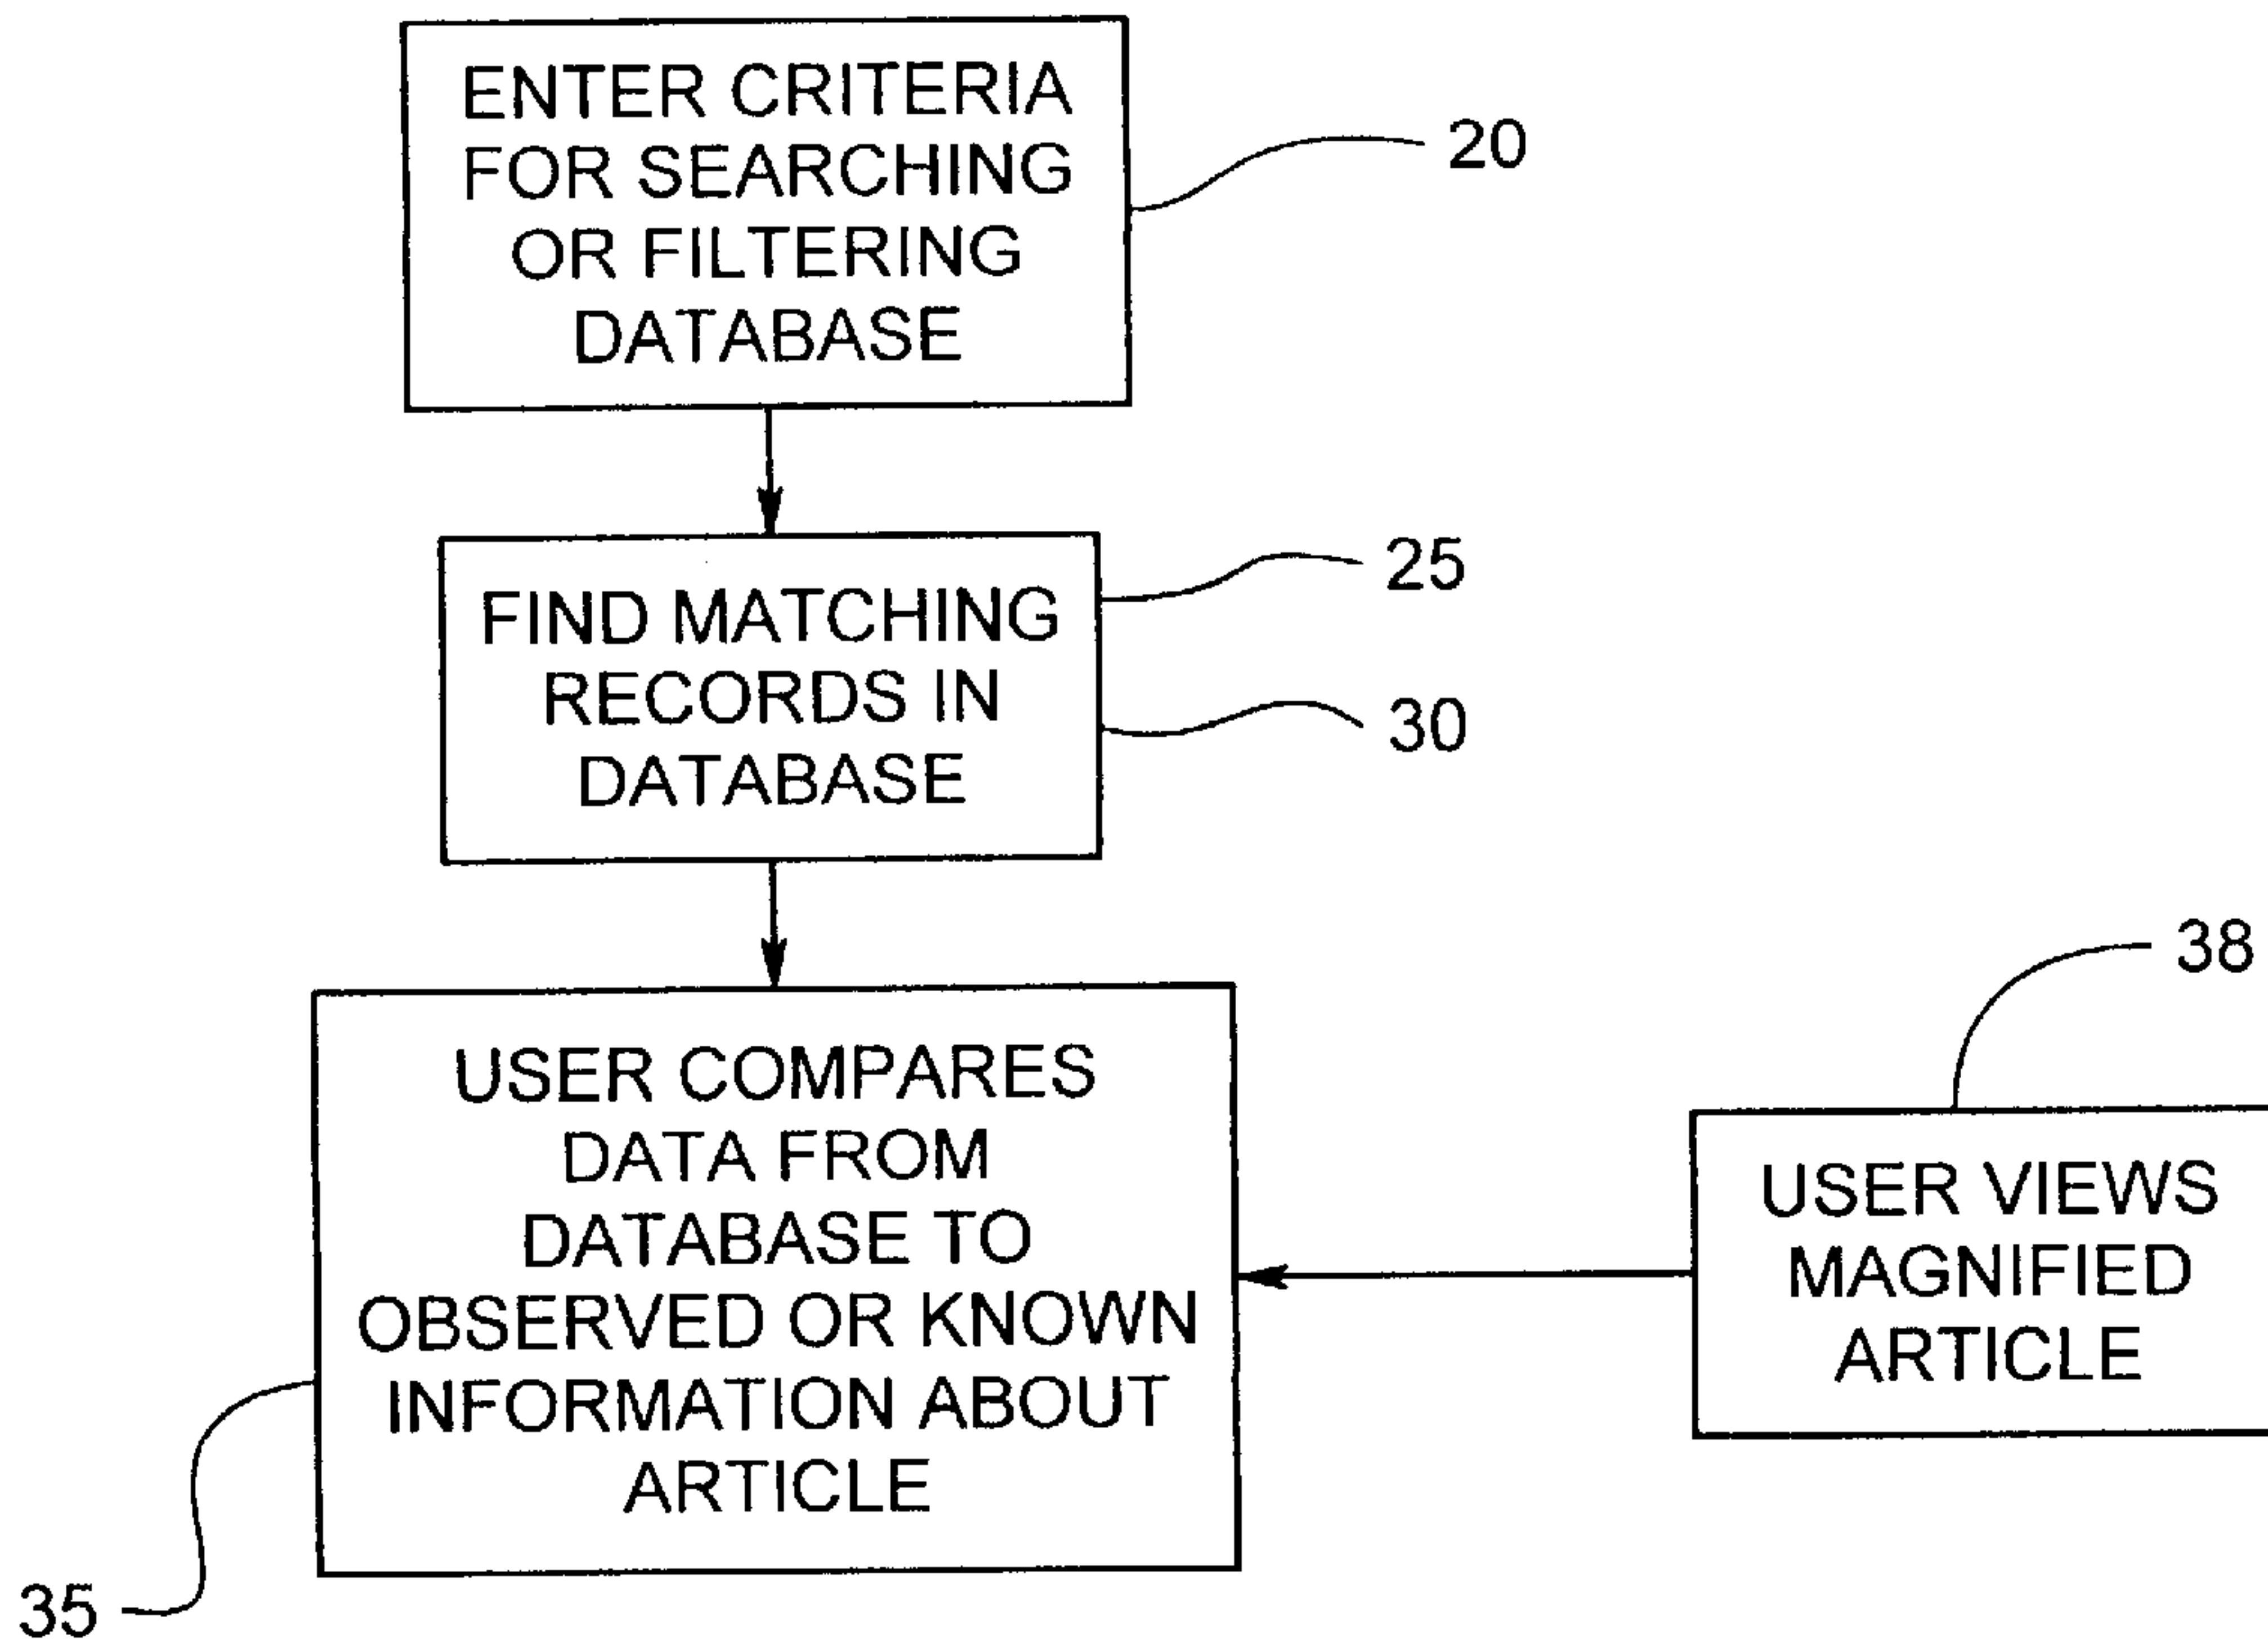 ENTER CRITERIA
FOR SEARCHING
OR FILTERING
DATABASE
20
FIND MATCHING
RECORDS IN
DATABASE
25
30
USER COMPARES
DATA FROM
DATABASE TO
OBSERVED OR KNOWN
INFORMATION ABOUT
ARTICLE
35
38
USER VIEWS
MAGNIFIED
ARTICLE